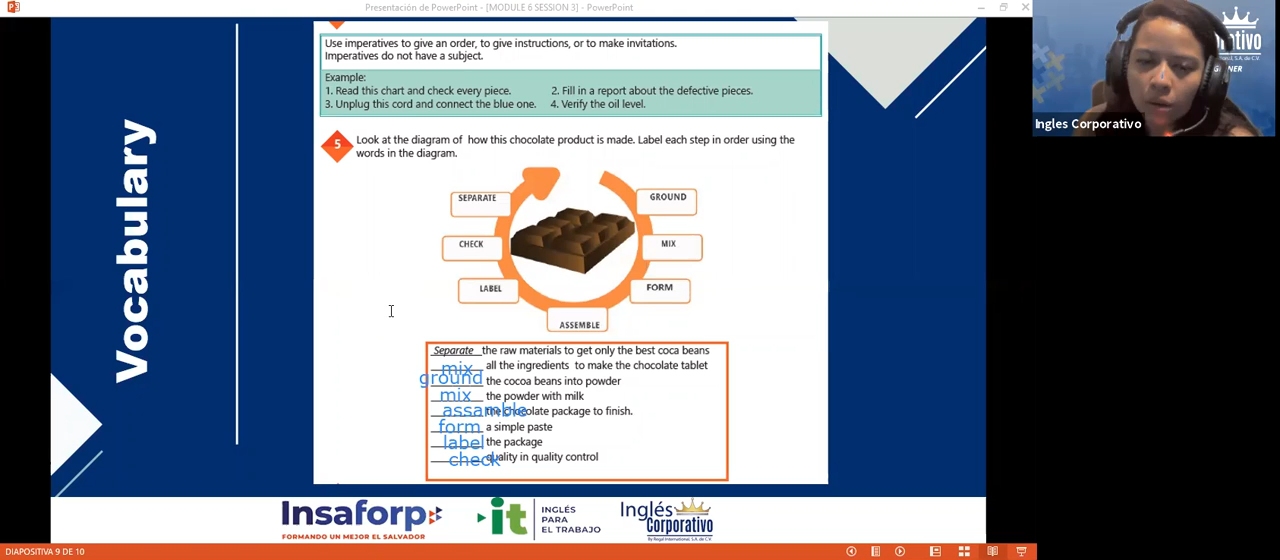 Presentación de PowerPoint - [MODULE 6 SESSION 3] - PowerPoint
Vocabulary
Use imperatives to give an order, to give instructions, or to make invitations.
Imperatives do not have a subject.
Example:
1. Read this chart and check every piece. 2. Fill in a report about the defective pieces.
3. Unplug this cord and connect the blue one. 4. Verify the oil level.
5 Look at the diagram of how this chocolate product is made. Label each step in order using the
words in the diagram.
SEPARATE GROUND
CHECK MIX
LABEL FORM
ASSEMBLE
Separate the raw materials to get only the best coca beans
mix all the ingredients to make the chocolate tablet
ground the cocoa beans into powder
mix the powder with milk
assamble the chocolate package to finish.
form a simple paste
label the package
check quality in quality control
Insaforp
FORMANDO UN MEJOR EL SALVADOR
it INGLÉS
PARA
EL TRABAJO
Inglés
Corporativo
Ingles Corporativo
DIAPOSITIVA 9 DE 10